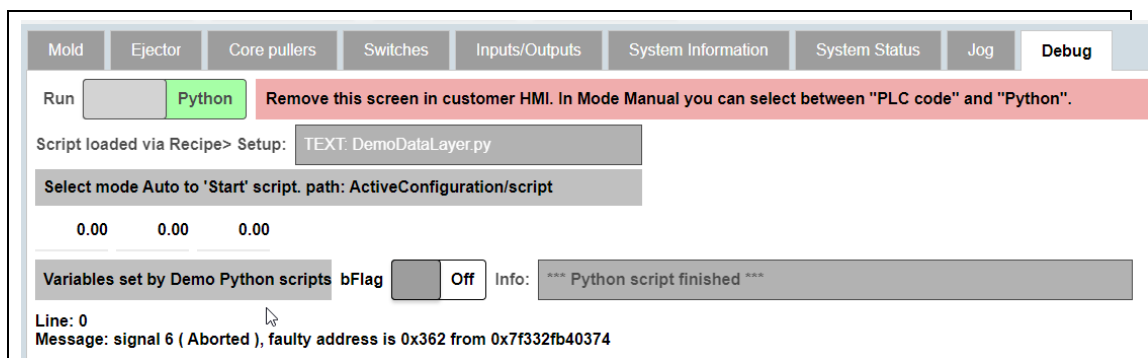 Mold Ejector Core pullers Switches Inputs/Outputs System Information System Status Jog Debug
Run Python Remove this screen in customer HMI. In Mode Manual you can select between "PLC code" and "Python".
Script loaded via Recipe> Setup: TEXT: DemoDataLayer.py
Select mode Auto to 'Start' script. path: ActiveConfiguration/script
0.00 0.00 0.00
Variables set by Demo Python scripts bFlag Off Info: *** Python script finished ***
Line: 0
Message: signal 6 ( Aborted ), faulty address is 0x362 from 0x7f332fb40374